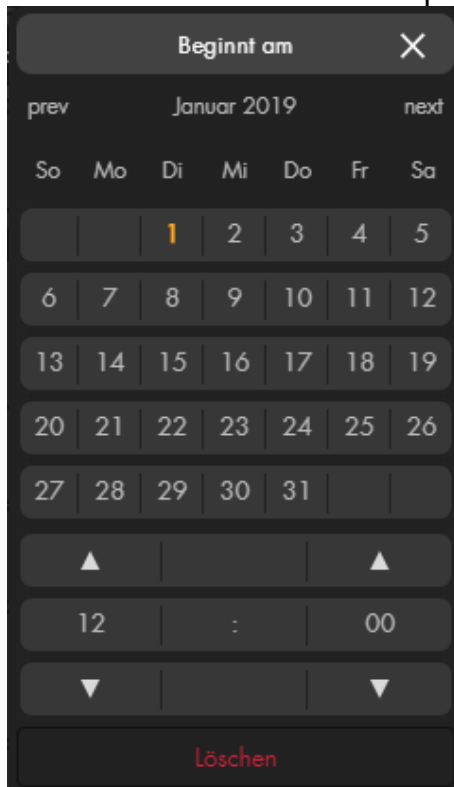 Beginnt am ✕
prev Januar 2019 next
So Mo Di Mi Do Fr Sa
1 2 3 4 5
6 7 8 9 10 11 12
13 14 15 16 17 18 19
20 21 22 23 24 25 26
27 28 29 30 31
▲ ▲
12 : 00
▼ ▼
Löschen